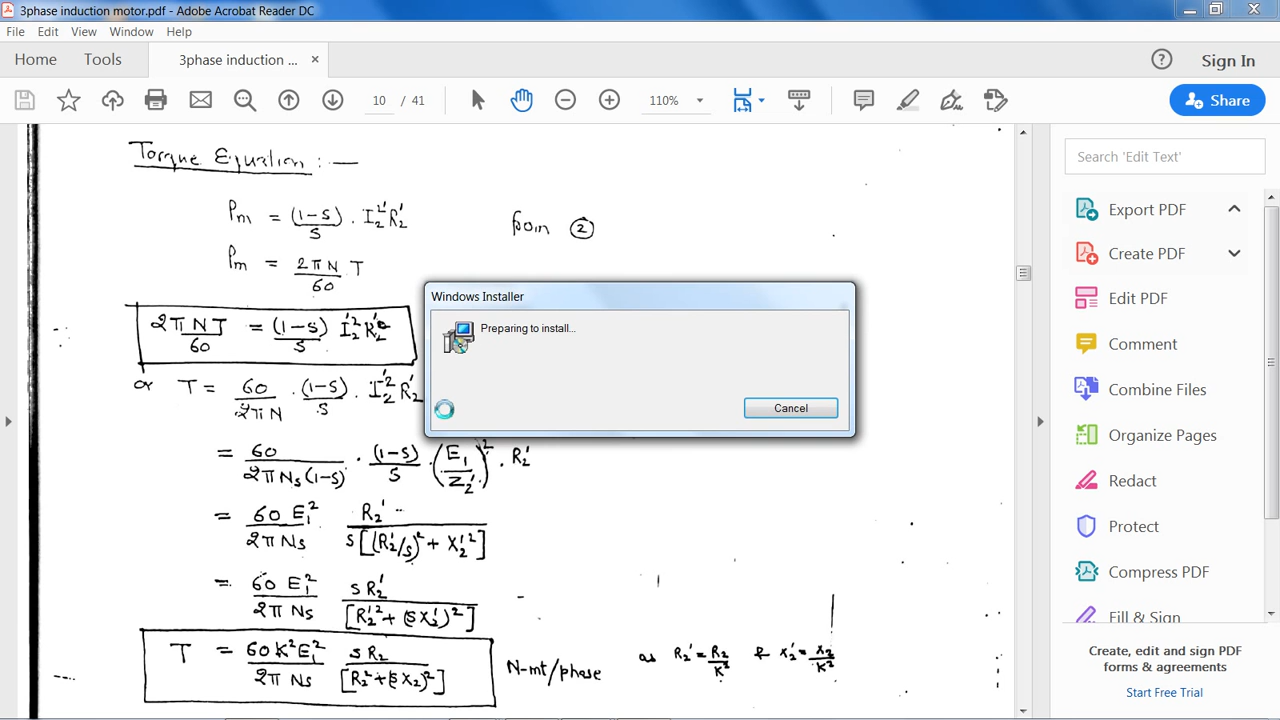 3phase induction motor.pdf - Adobe Acrobat Reader DC
File Edit View Window Help
Home Tools 3phase induction ... × Sign In
10 / 41 110% Share
Torque Equation : —
Pm = (1-S)/S · I2'² R2' from ②
Pm = 2πN/60 T
2πNT/60 = (1-S)/S I2'² R2'
or T = 60/2πN · (1-S)/S · I2'² R2'
= 60/2πNs(1-S) · (1-S)/S · (E1/Z2')² · R2'
= 60 E1²/2πNs R2'/S[(R2'/S)² + X2'²]
= 60 E1²/2πNs SR2'/[R2'² + (SX2')²]
T = 60K²E1²/2πNs SR2/[R2² + (SX2)²] N-mt/phase as R2' = R2/K² & X2' = X2/K²
Windows Installer
Preparing to install...
Cancel
Search 'Edit Text'
Export PDF
Create PDF
Edit PDF
Comment
Combine Files
Organize Pages
Redact
Protect
Compress PDF
Fill & Sign
Create, edit and sign PDF
forms & agreements
Start Free Trial